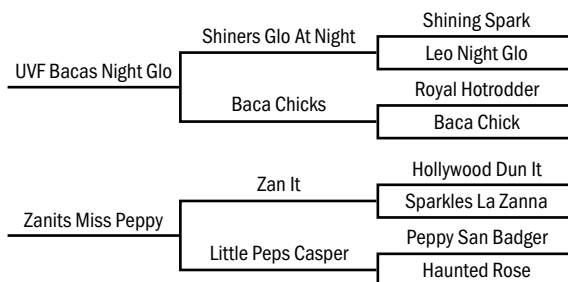 Shining Spark
Shiners Glo At Night
Leo Night Glo
UVF Bacas Night Glo
Royal Hotrodder
Baca Chicks
Baca Chick
Hollywood Dun It
Zan It
Sparkles La Zanna
Zanits Miss Peppy
Peppy San Badger
Little Peps Casper
Haunted Rose